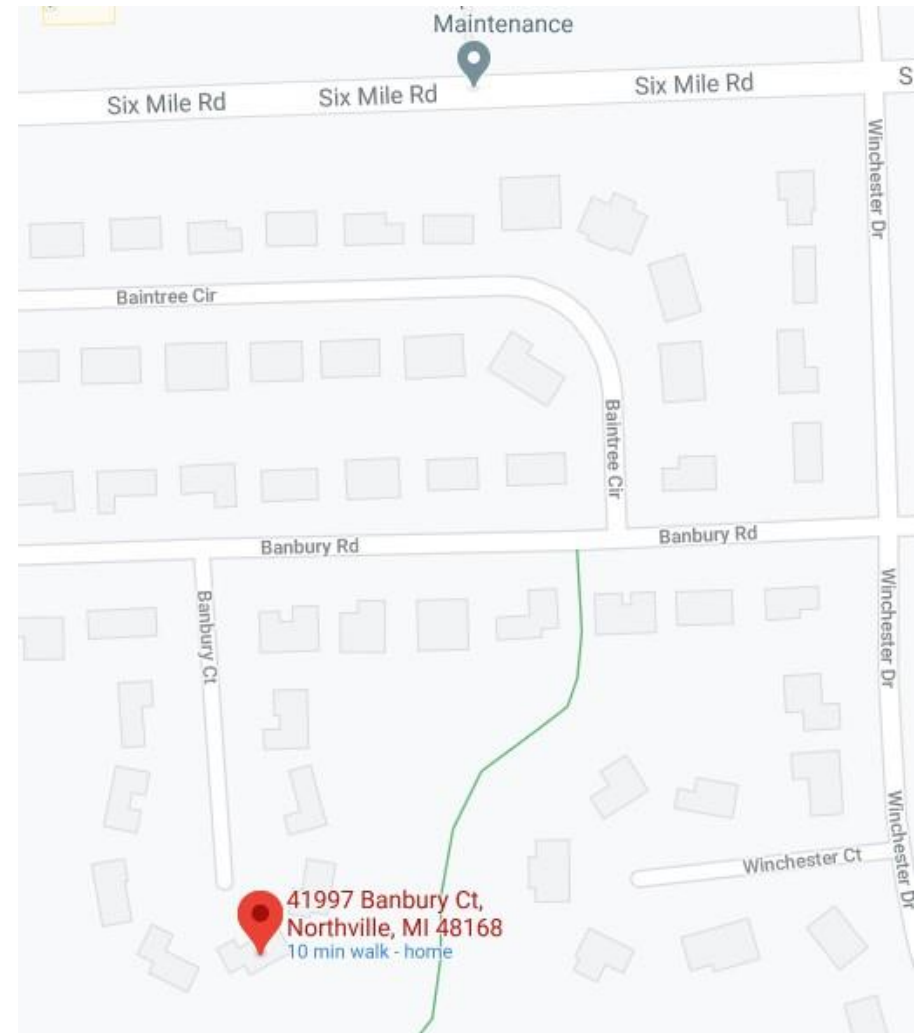 Maintenance
Six Mile Rd
Six Mile Rd
Six Mile Rd
S
Winchester Dr
Baintree Cir
Baintree Cir
Banbury Rd
Banbury Rd
Banbury Ct
Winchester Dr
Winchester Dr
Winchester Ct
41997 Banbury Ct,
Northville, MI 48168
10 min walk - home